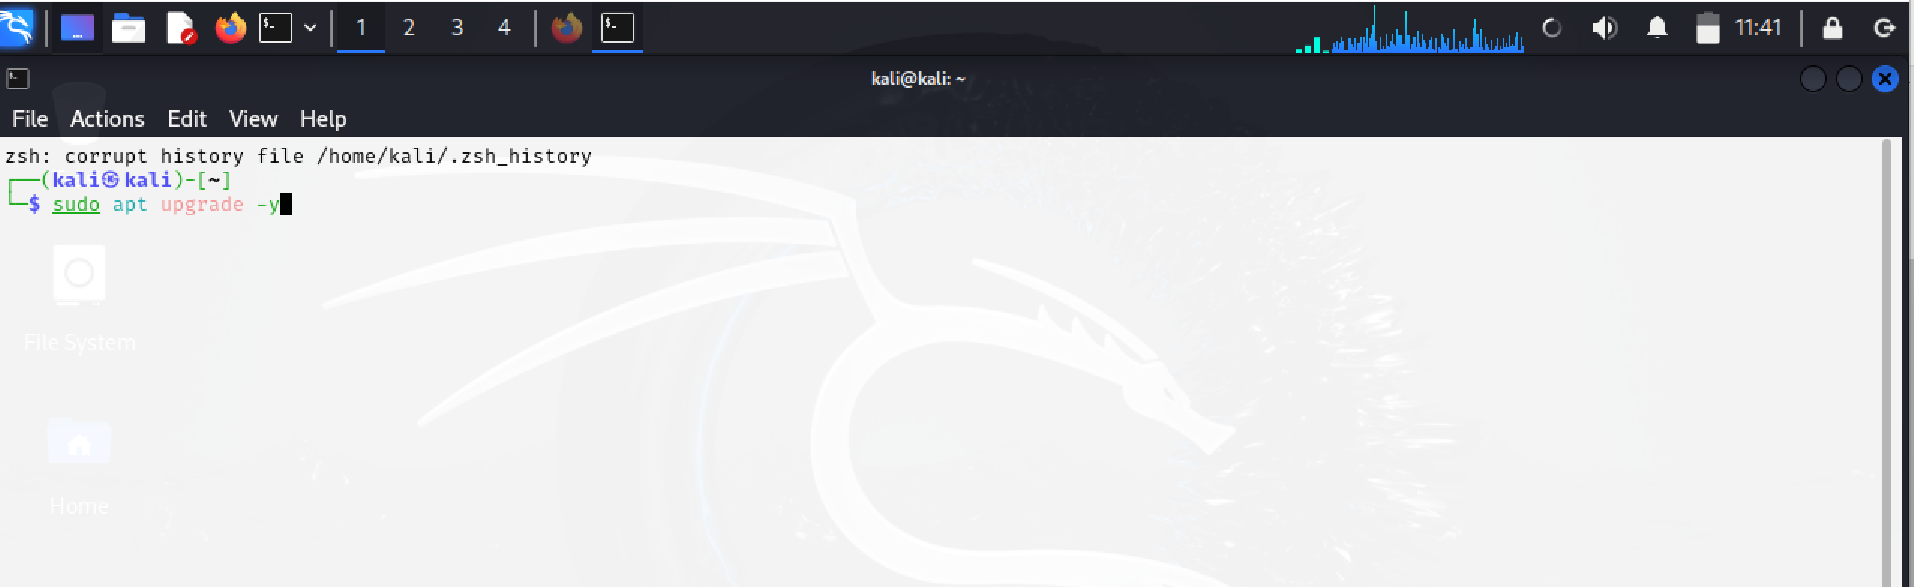 1 2 3 4 11:41
kali@kali: ~
File Actions Edit View Help
zsh: corrupt history file /home/kali/.zsh_history
(kali㉿kali)-[~]
$ sudo apt upgrade -y
File System
Home